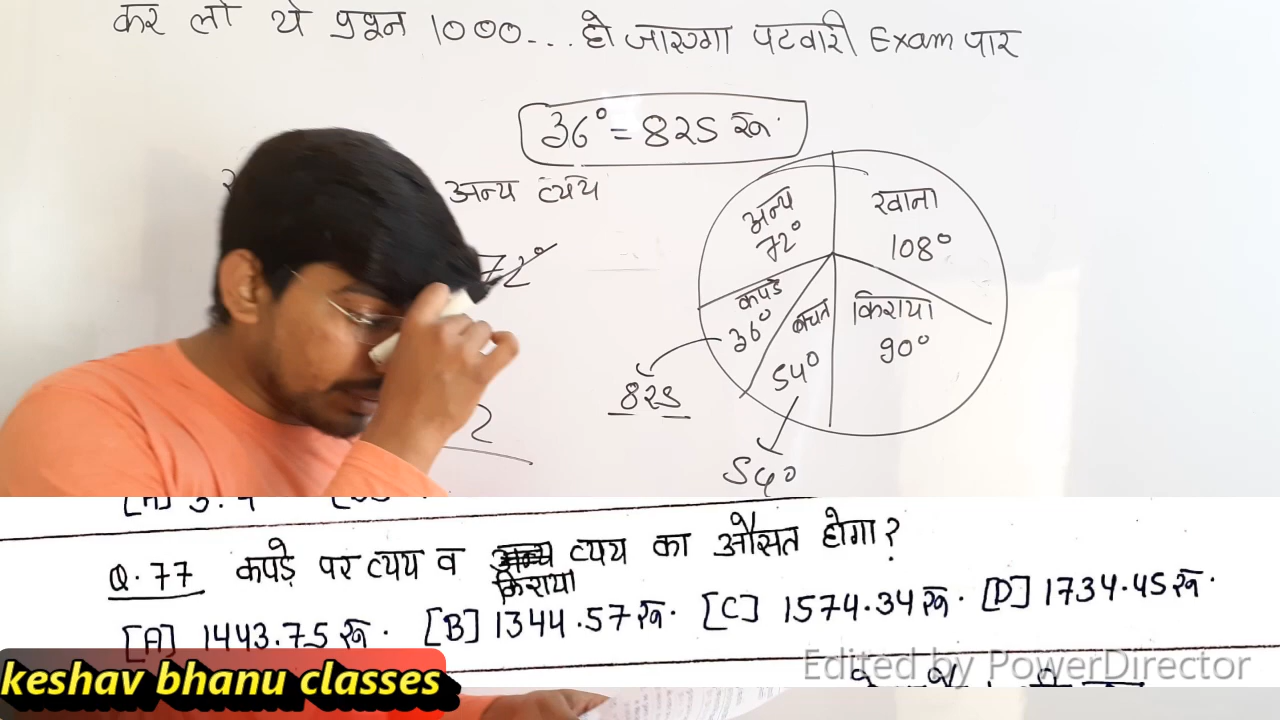 कर लो ये प्रश्न 1000... हो जाएगा पटवारी Exam पार
36° = 825 रू.
अन्य व्यय
72°
2
अन्य
72°
खाना
108°
कपड़े
36°
बचत
54°
किराया
90°
825
540
Q.77 कपड़े पर व्यय व किराया व्यय का औसत होगा?
[A] 1443.75 रू. [B] 1344.57 रू. [C] 1574.34 रू. [D] 1734.45 रू.
keshav bhanu classes
Edited by PowerDirector